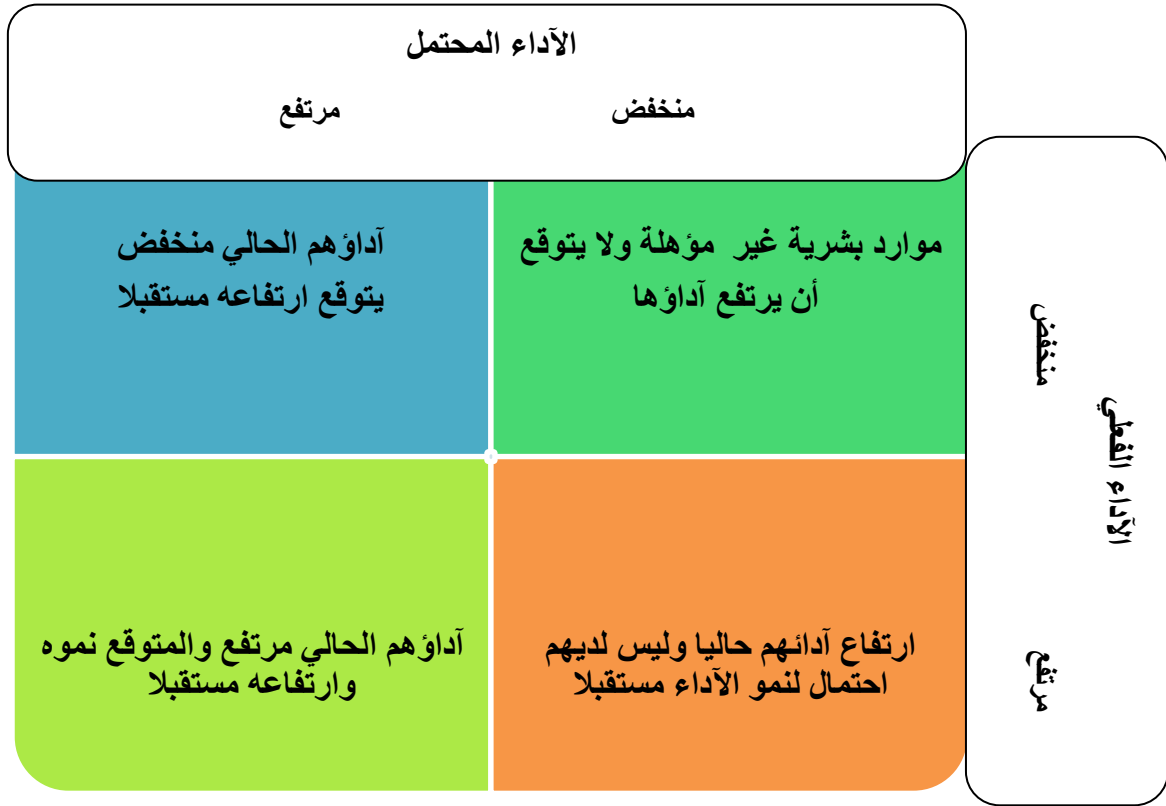 الآداء المحتمل
منخفض مرتفع
موارد بشرية غير مؤهلة ولا يتوقع
أن يرتفع آداؤها
آداؤهم الحالي منخفض
يتوقع ارتفاعه مستقبلا
ارتفاع آدائهم حاليا وليس لديهم
احتمال لنمو الآداء مستقبلا
آداؤهم الحالي مرتفع والمتوقع نموه
وارتفاعه مستقبلا
الآداء الفعلي
منخفض
مرتفع